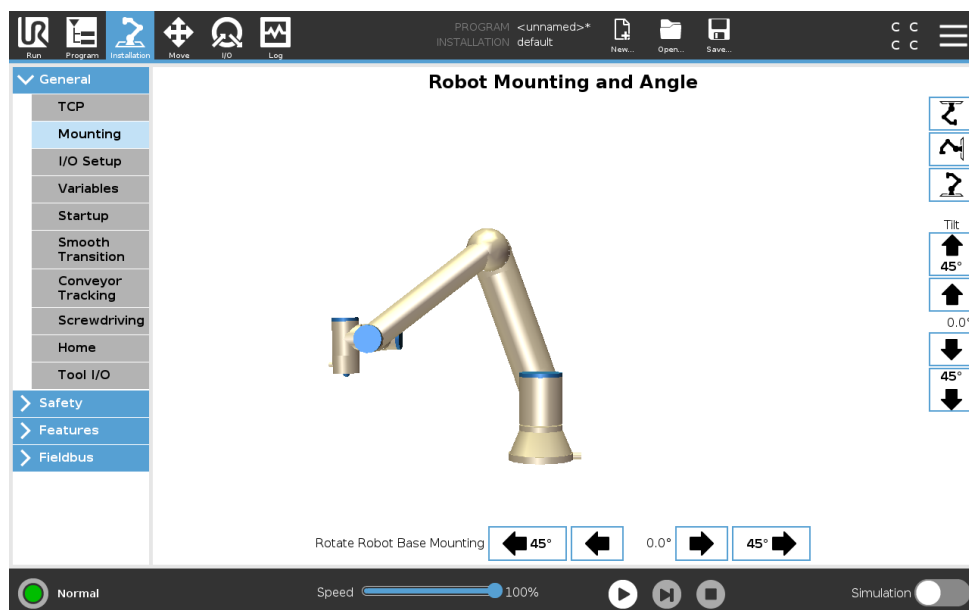 PROGRAM <unnamed>*
INSTALLATION default
Run
Program
Installation
Move
I/O
Log
New...
Open...
Save...
C C
C C
General
TCP
Mounting
I/O Setup
Variables
Startup
Smooth
Transition
Conveyor
Tracking
Screwdriving
Home
Tool I/O
Safety
Features
Fieldbus
Robot Mounting and Angle
Tilt
45°
0.0°
45°
Rotate Robot Base Mounting
45°
0.0°
45°
Normal
Speed
100%
Simulation